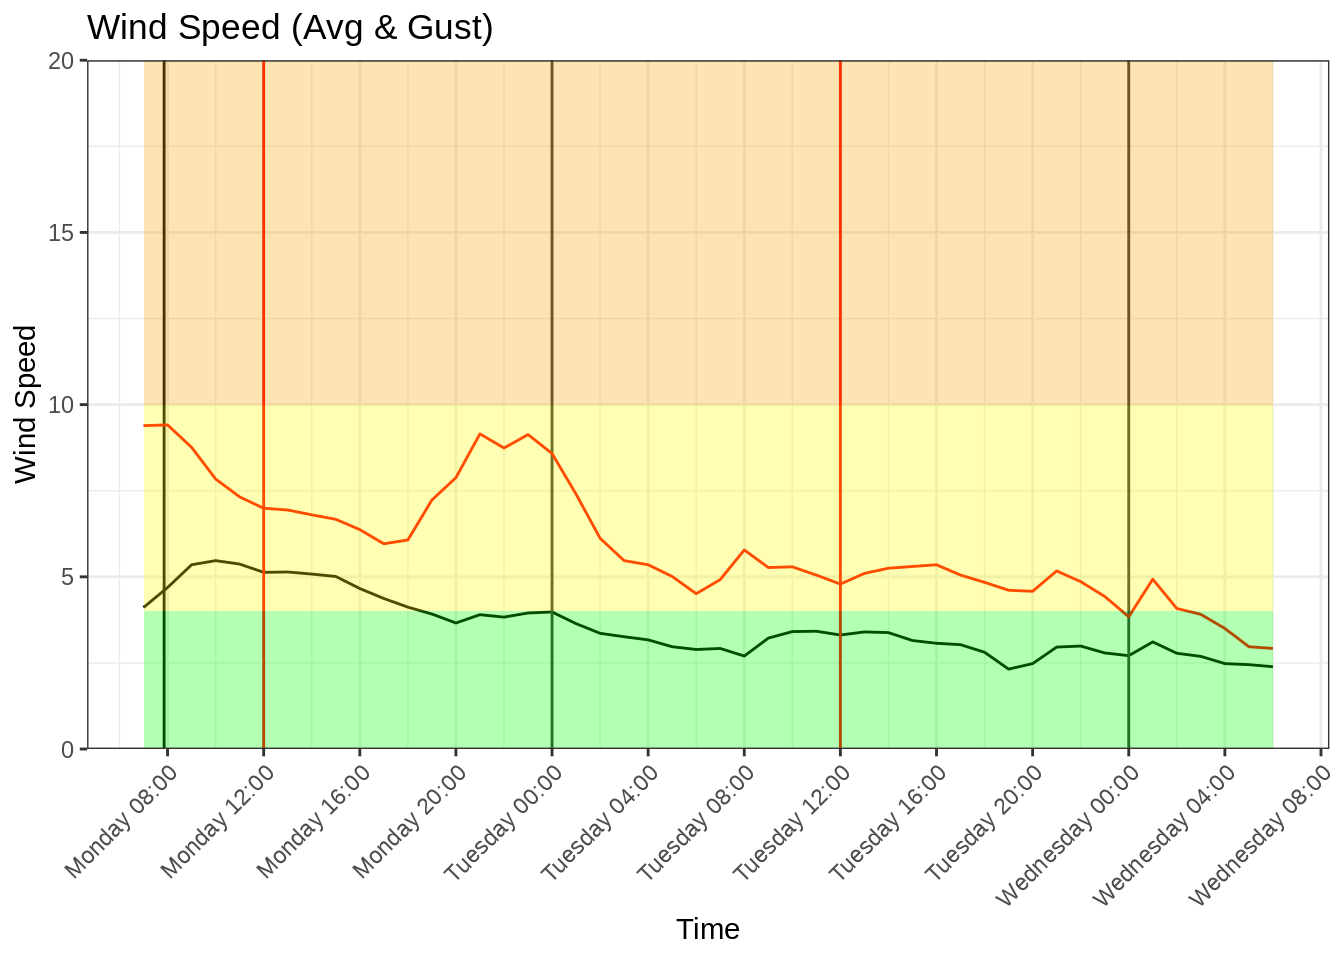 Wind Speed (Avg & Gust)
Wind Speed
20
15
10
5
0
Monday 08:00
Monday 12:00
Monday 16:00
Monday 20:00
Tuesday 00:00
Tuesday 04:00
Tuesday 08:00
Tuesday 12:00
Tuesday 16:00
Tuesday 20:00
Wednesday 00:00
Wednesday 04:00
Wednesday 08:00
Time